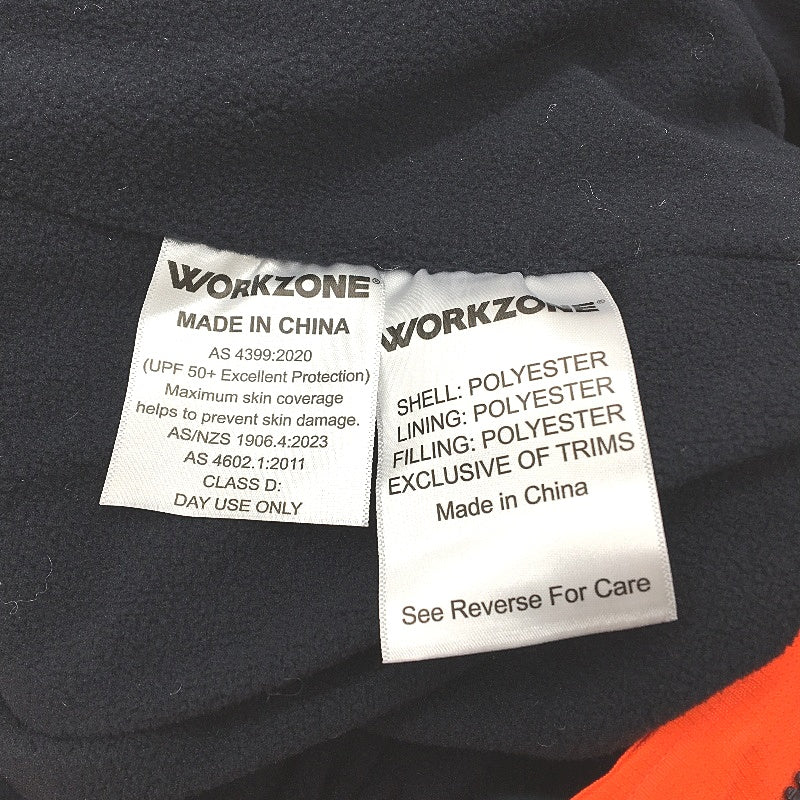 WORKZONE®
MADE IN CHINA
AS 4399:2020
(UPF 50+ Excellent Protection)
Maximum skin coverage
helps to prevent skin damage.
AS/NZS 1906.4:2023
AS 4602.1:2011
CLASS D:
DAY USE ONLY
WORKZONE®
SHELL: POLYESTER
LINING: POLYESTER
FILLING: POLYESTER
EXCLUSIVE OF TRIMS
Made in China
See Reverse For Care